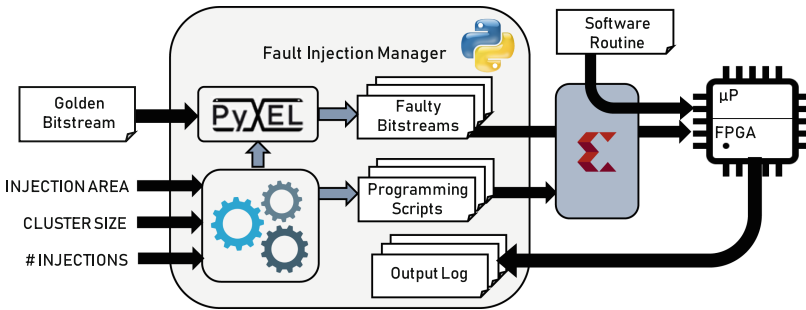 Software
Routine
Fault Injection Manager
Golden
Bitstream
PyXEL
Faulty
Bitstreams
µP
FPGA
INJECTION AREA
CLUSTER SIZE
# INJECTIONS
Programming
Scripts
Output Log